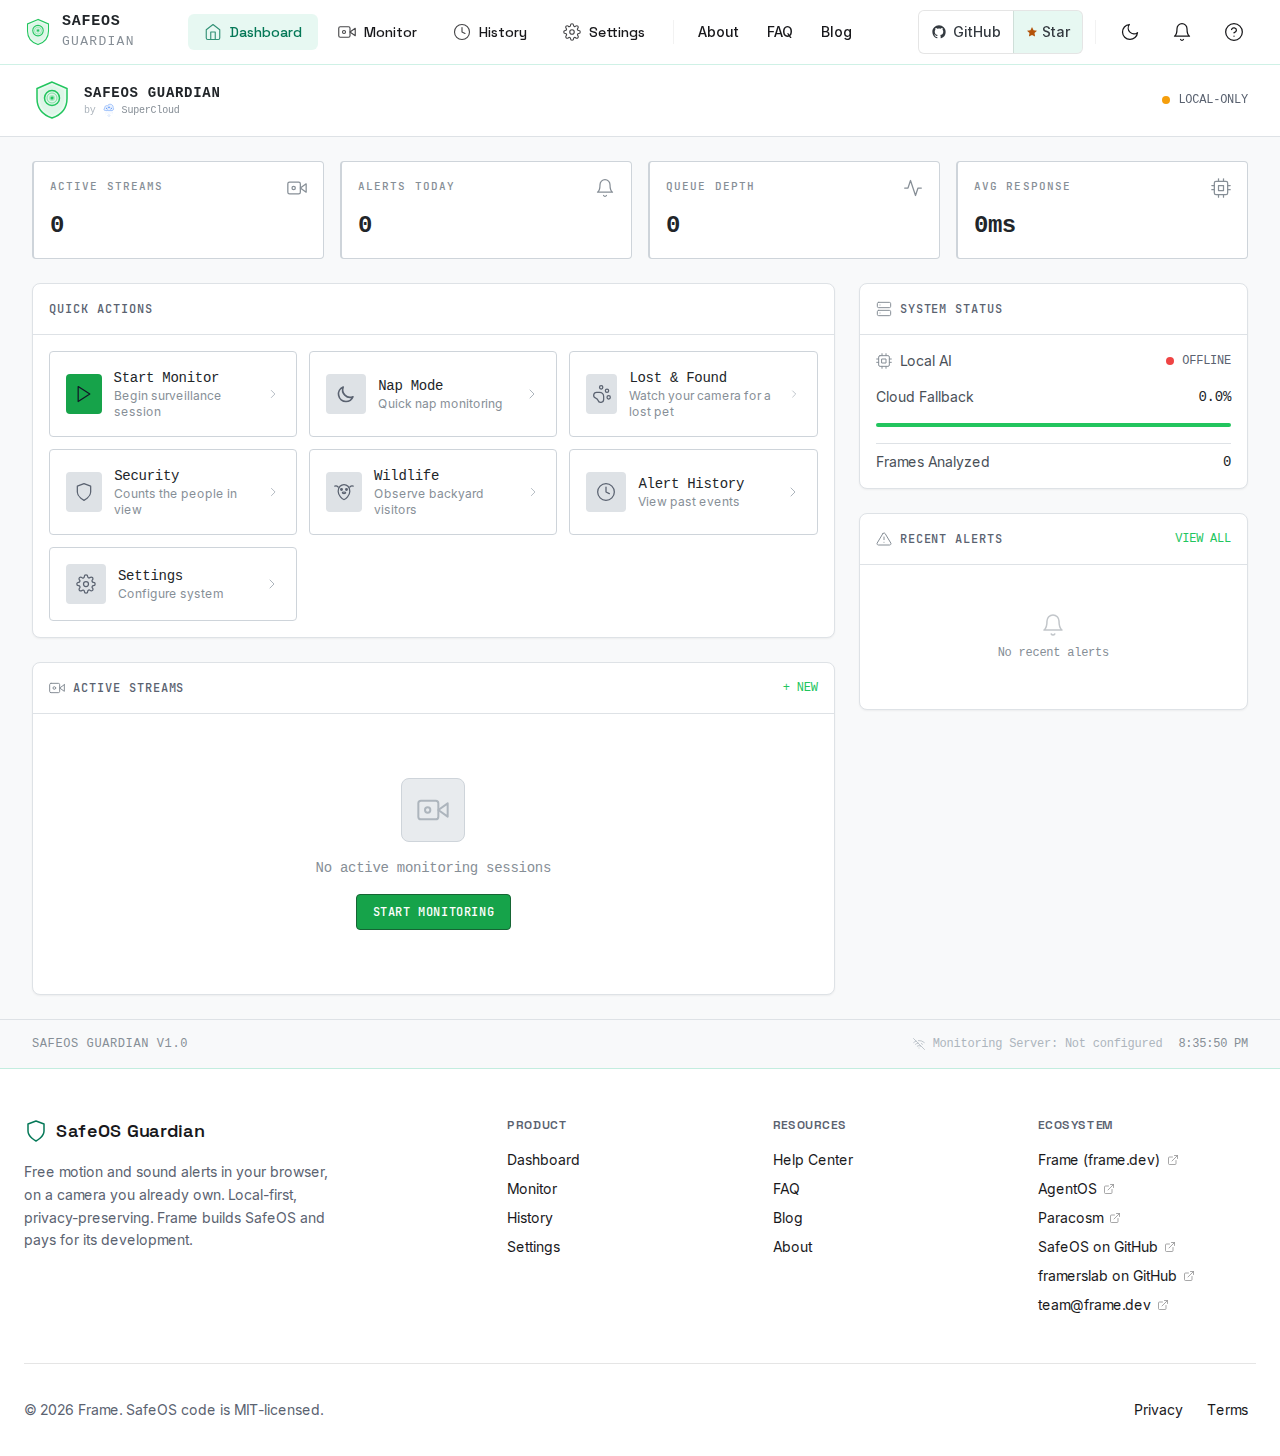 SAFEOS
GUARDIAN
Dashboard
Monitor
History
Settings
About
FAQ
Blog
GitHub
Star
SAFEOS GUARDIAN
by SuperCloud
LOCAL-ONLY
ACTIVE STREAMS
0
ALERTS TODAY
0
QUEUE DEPTH
0
AVG RESPONSE
0ms
QUICK ACTIONS
Start Monitor
Begin surveillance
session
Nap Mode
Quick nap monitoring
Lost & Found
Watch your camera for a
lost pet
Security
Counts the people in
view
Wildlife
Observe backyard
visitors
Alert History
View past events
Settings
Configure system
SYSTEM STATUS
Local AI
OFFLINE
Cloud Fallback
0.0%
Frames Analyzed
0
RECENT ALERTS
VIEW ALL
No recent alerts
ACTIVE STREAMS
+ NEW
No active monitoring sessions
START MONITORING
SAFEOS GUARDIAN V1.0
Monitoring Server: Not configured
8:35:50 PM
SafeOS Guardian
Free motion and sound alerts in your browser,
on a camera you already own. Local-first,
privacy-preserving. Frame builds SafeOS and
pays for its development.
PRODUCT
Dashboard
Monitor
History
Settings
RESOURCES
Help Center
FAQ
Blog
About
ECOSYSTEM
Frame (frame.dev)
AgentOS
Paracosm
SafeOS on GitHub
framerslab on GitHub
team@frame.dev
© 2026 Frame. SafeOS code is MIT-licensed.
Privacy
Terms